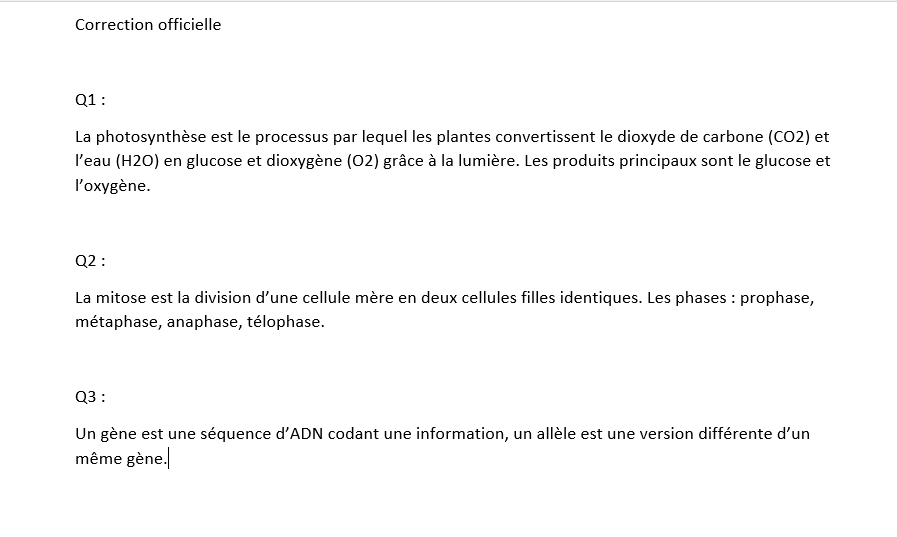 Correction officielle
Q1 :
La photosynthèse est le processus par lequel les plantes convertissent le dioxyde de carbone (CO2) et
l’eau (H2O) en glucose et dioxygène (O2) grâce à la lumière. Les produits principaux sont le glucose et
l’oxygène.
Q2 :
La mitose est la division d’une cellule mère en deux cellules filles identiques. Les phases : prophase,
métaphase, anaphase, télophase.
Q3 :
Un gène est une séquence d’ADN codant une information, un allèle est une version différente d’un
même gène.